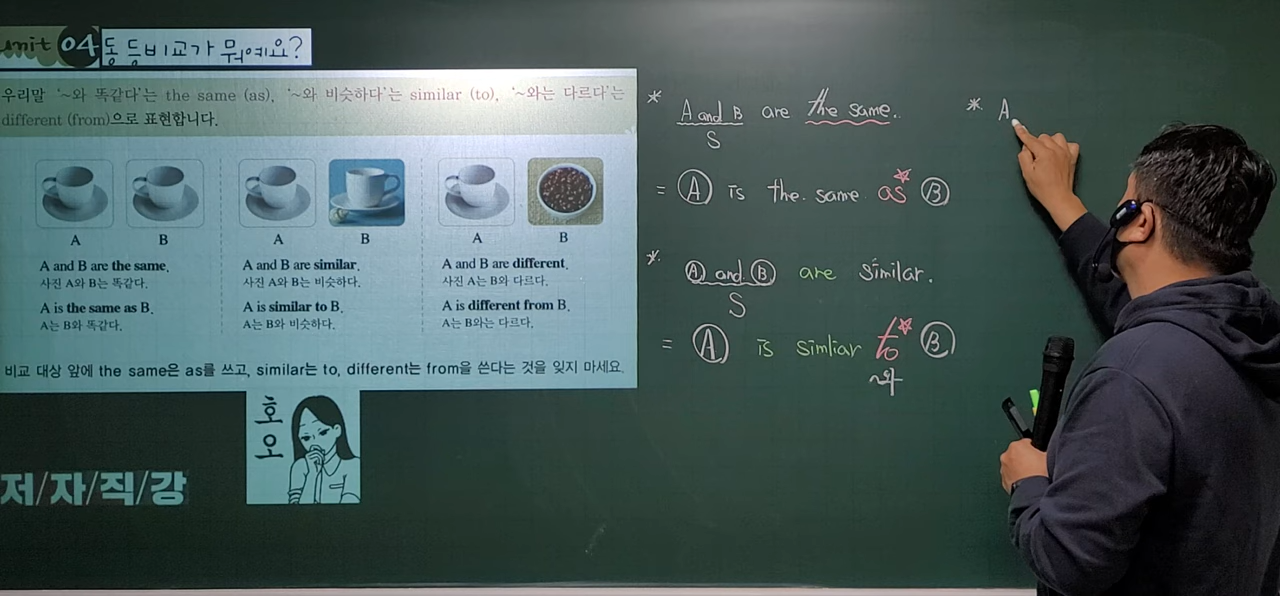 unit 04 동등비교가 뭐예요?
우리말 '~와 똑같다'는 the same (as), '~와 비슷하다'는 similar (to), '~와는 다르다'는
different (from)으로 표현합니다.
A B
A and B are the same.
사진 A와 B는 똑같다.
A is the same as B.
A는 B와 똑같다.
A B
A and B are similar.
사진 A와 B는 비슷하다.
A is similar to B.
A는 B와 비슷하다.
A B
A and B are different.
사진 A는 B와 다르다.
A is different from B.
A는 B와는 다르다.
비교 대상 앞에 the same은 as를 쓰고, similar는 to, different는 from을 쓴다는 것을 잊지 마세요.
호오
저/자/직/강
* A and B are the same.
S
= A is the same as B
* A and B are similar.
S
= A is simliar to B
~와
* A